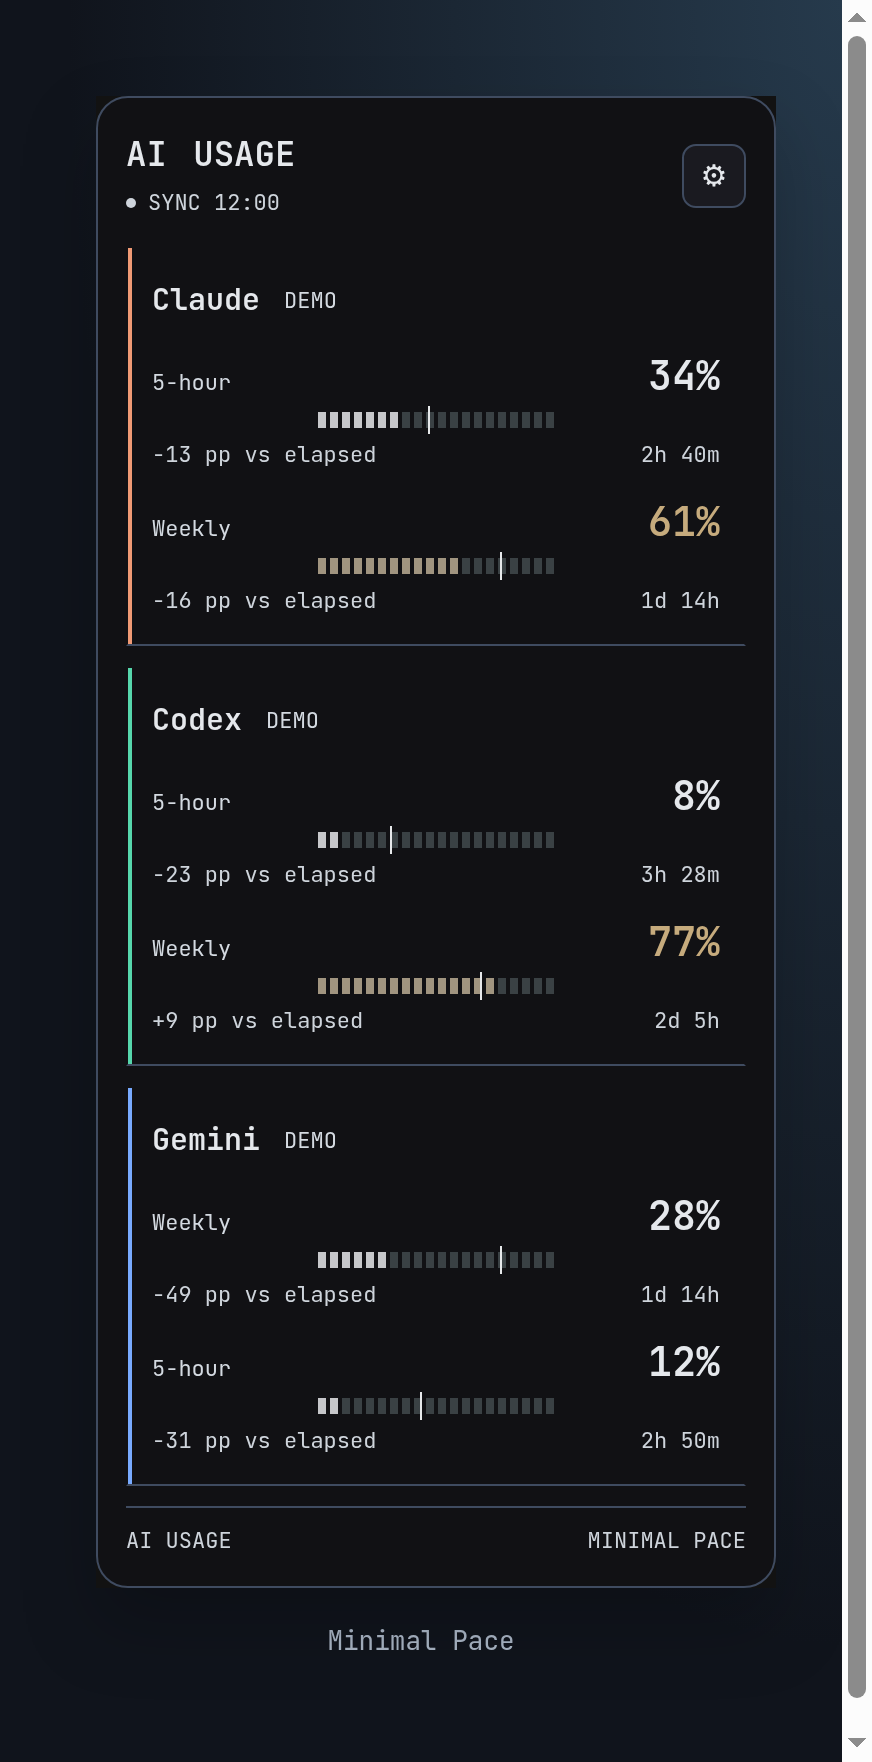 AI USAGE
SYNC 12:00
Claude DEMO
5-hour 34%
-13 pp vs elapsed 2h 40m
Weekly 61%
-16 pp vs elapsed 1d 14h
Codex DEMO
5-hour 8%
-23 pp vs elapsed 3h 28m
Weekly 77%
+9 pp vs elapsed 2d 5h
Gemini DEMO
Weekly 28%
-49 pp vs elapsed 1d 14h
5-hour 12%
-31 pp vs elapsed 2h 50m
AI USAGE MINIMAL PACE
Minimal Pace